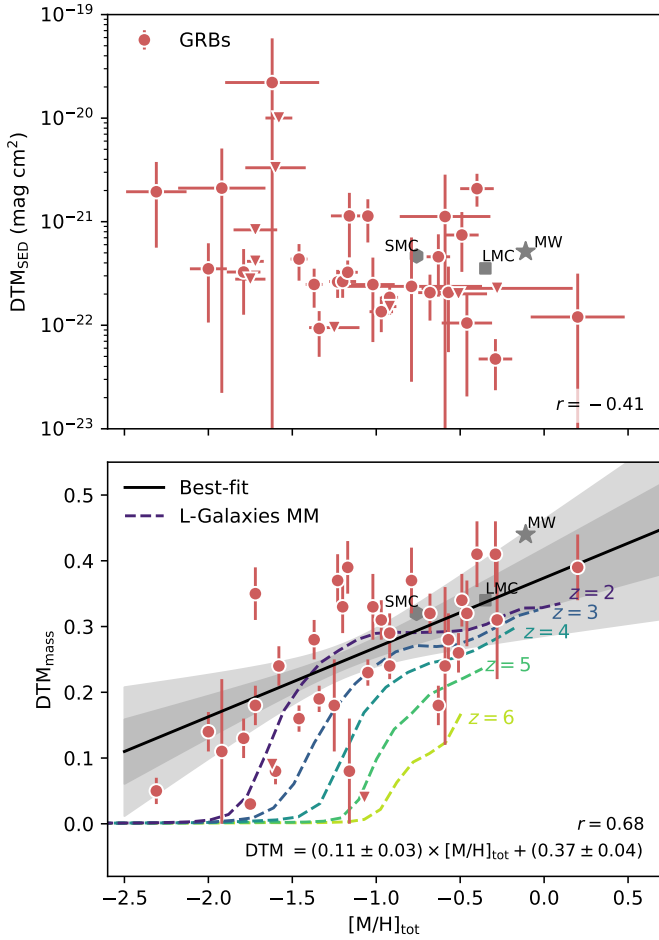 10⁻¹⁹
10⁻²⁰
10⁻²¹
10⁻²²
10⁻²³
DTM_SED (mag cm²)
GRBs
SMC
LMC
MW
r = −0.41
0.5
0.4
0.3
0.2
0.1
0.0
DTM_mass
Best-fit
L-Galaxies MM
MW
SMC
LMC
z = 2
z = 3
z = 4
z = 5
z = 6
r = 0.68
DTM = (0.11 ± 0.03) × [M/H]_tot + (0.37 ± 0.04)
−2.5 −2.0 −1.5 −1.0 −0.5 0.0 0.5
[M/H]_tot